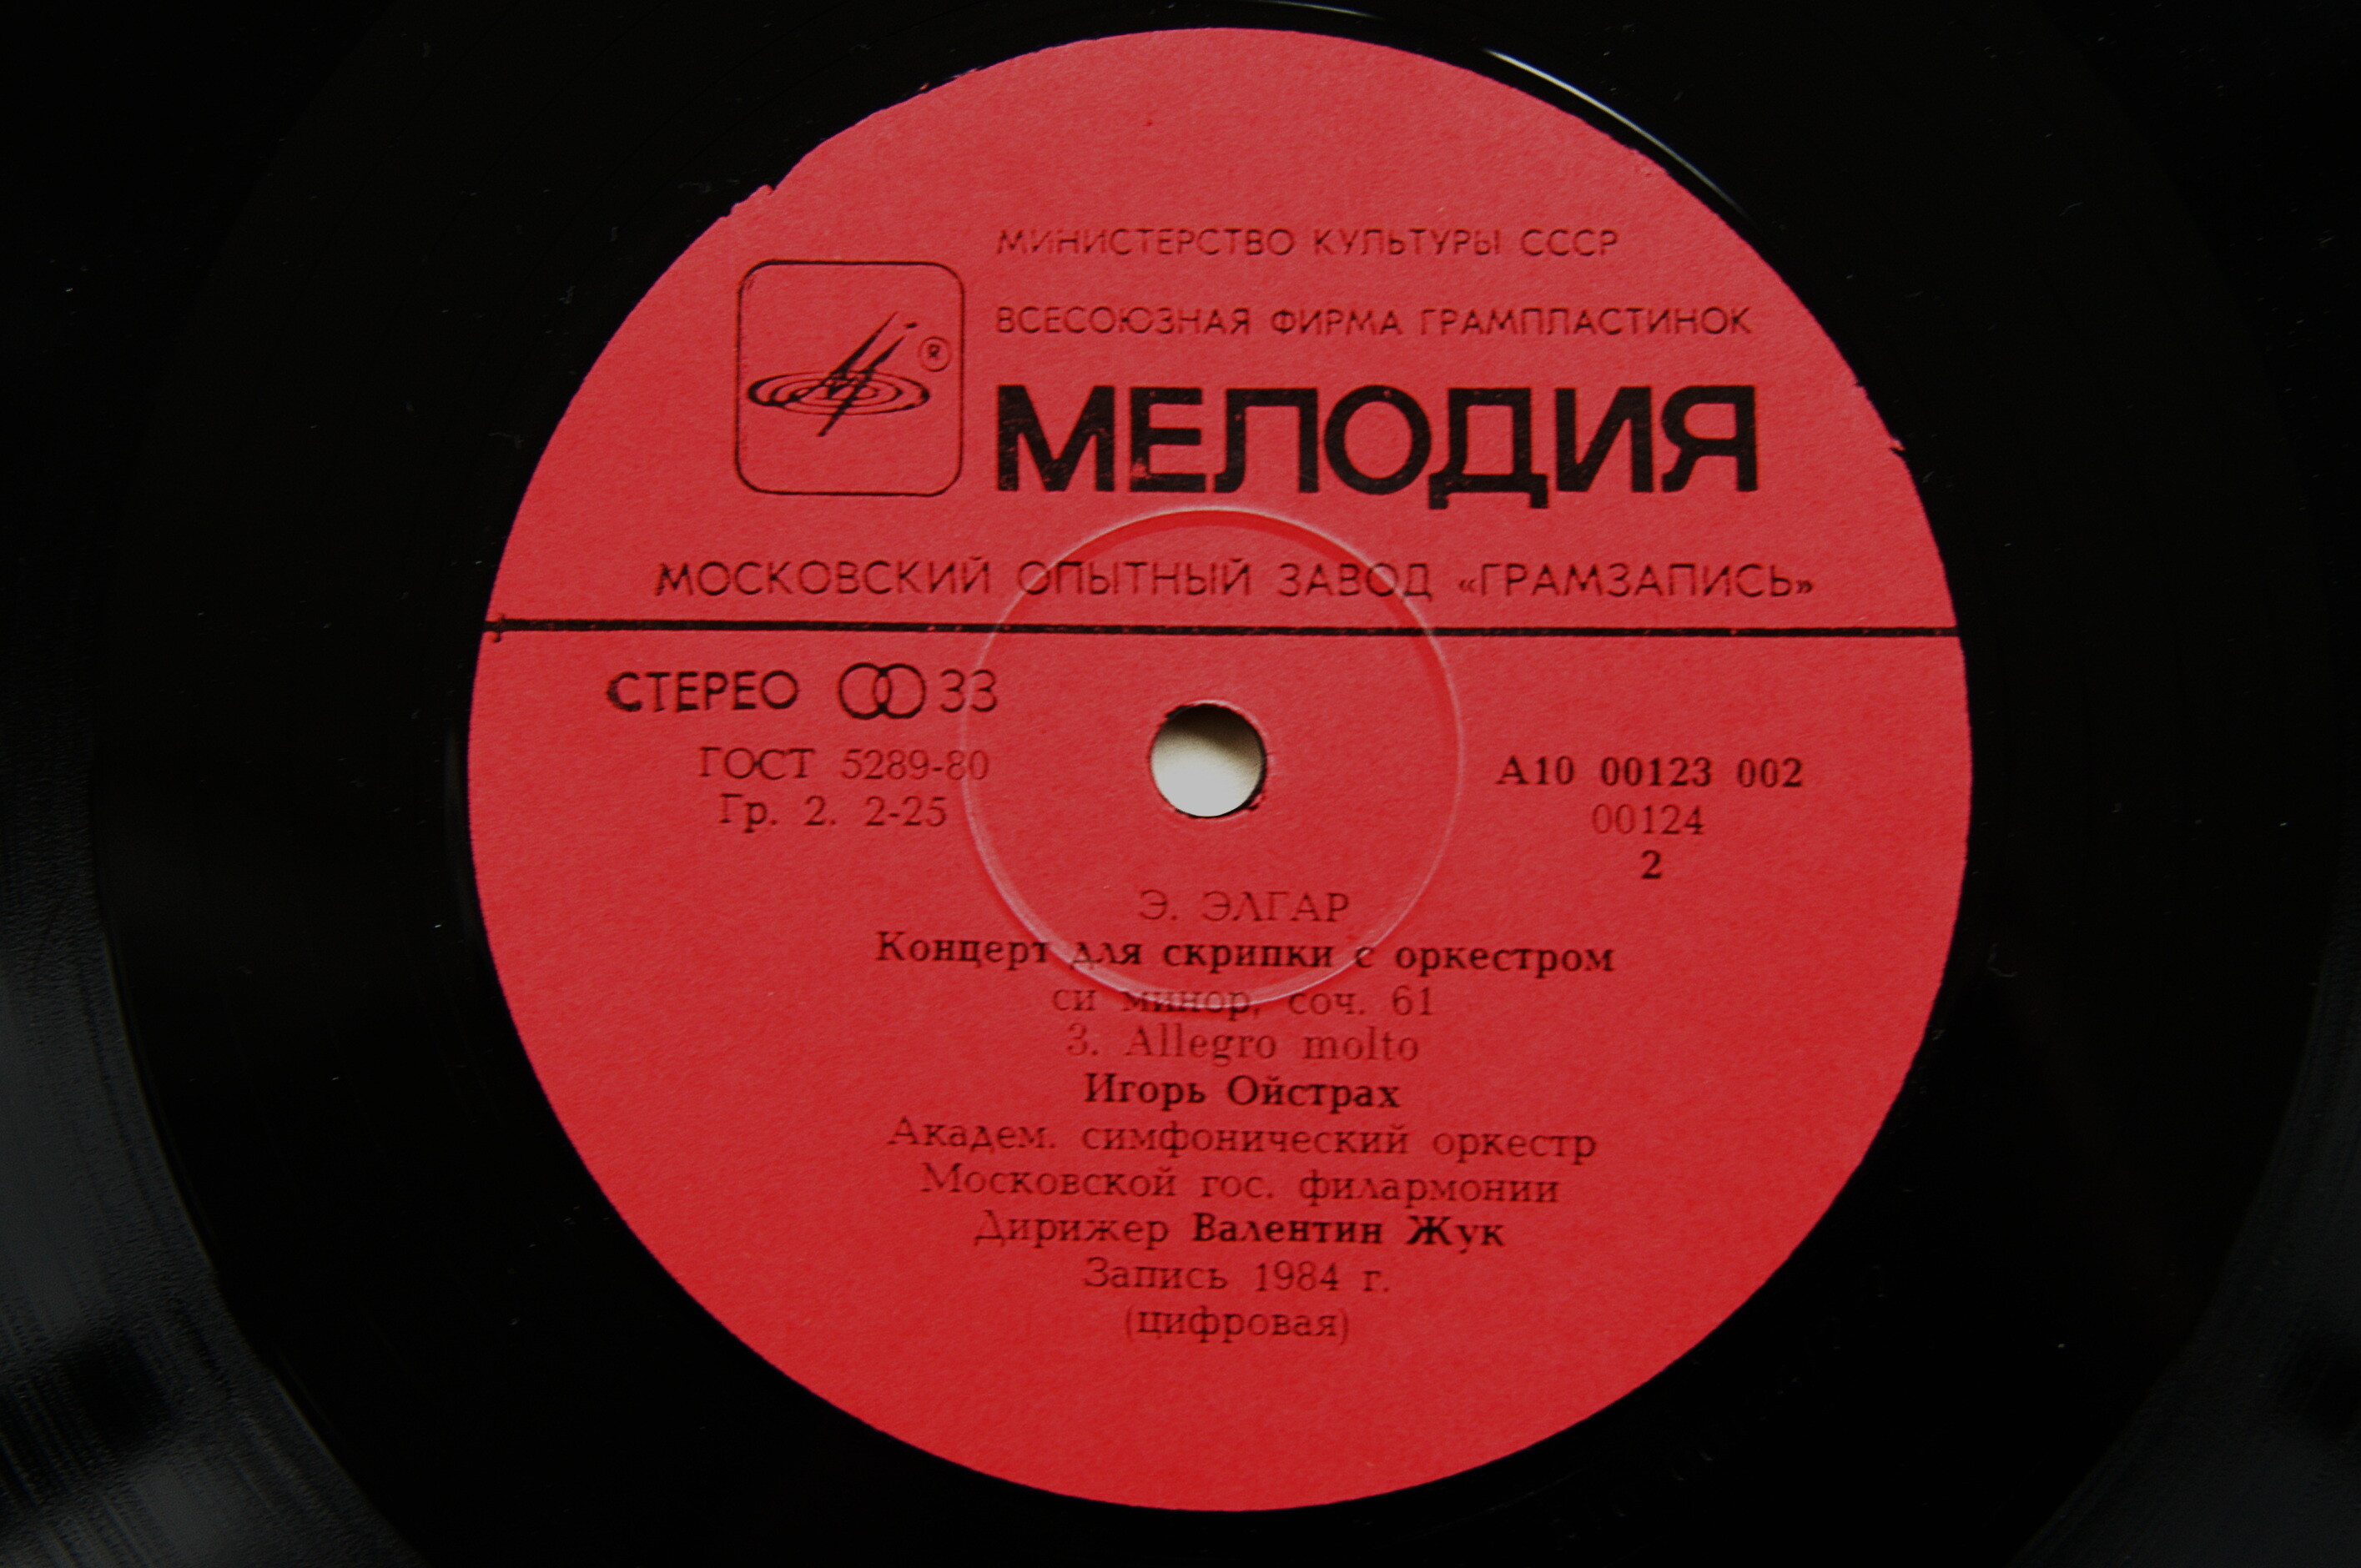 МИНИСТЕРСТВО КУЛЬТУРЫ СССР
ВСЕСОЮЗНАЯ ФИРМА ГРАМПЛАСТИНОК
®
МЕЛОДИЯ
МОСКОВСКИЙ ОПЫТНЫЙ ЗАВОД «ГРАМЗАПИСЬ»
СТЕРЕО 33
ГОСТ 5289-80
Гр. 2. 2-25
А10 00123 002
00124
2
Э. ЭЛГАР
Концерт для скрипки с оркестром
си минор, соч. 61
3. Allegro molto
Игорь Ойстрах
Академ. симфонический оркестр
Московской гос. филармонии
Дирижер Валентин Жук
Запись 1984 г.
(цифровая)